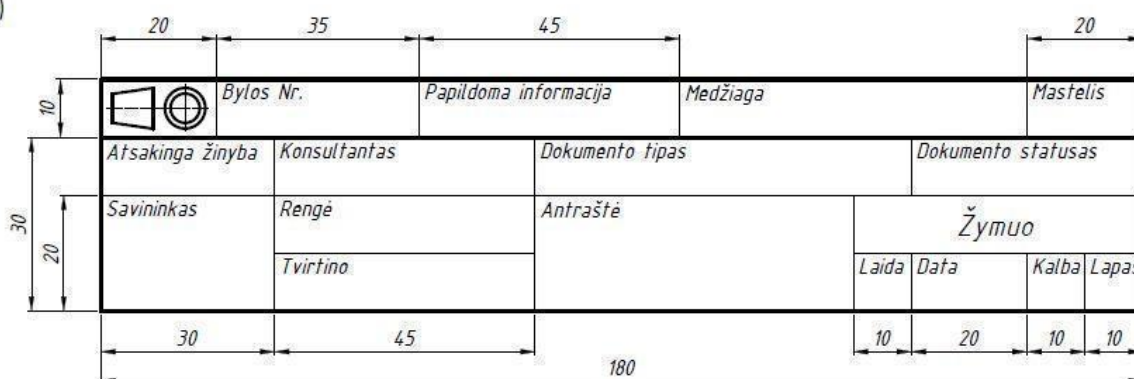 )
20 35 45 20
10 Bylos Nr. Papildoma informacija Medžiaga Mastelis
30 Atsakinga žinyba Konsultantas Dokumento tipas Dokumento statusas
20 Savininkas Rengė Antraštė Žymuo
Tvirtino Laida Data Kalba Lapas
30 45 10 20 10 10
180